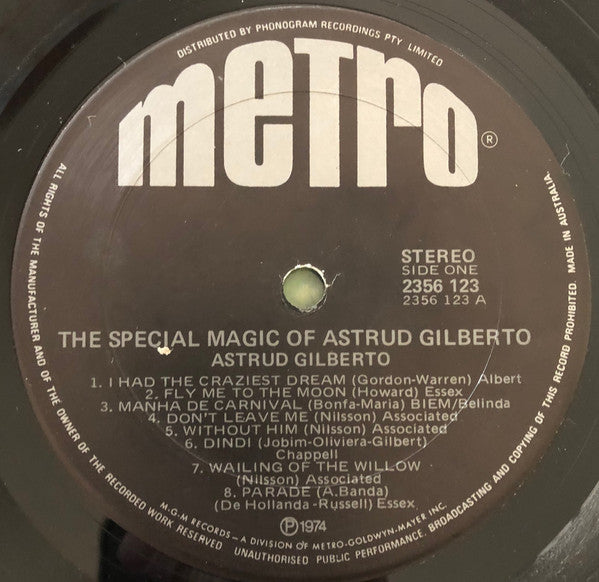 DISTRIBUTED BY PHONOGRAM RECORDINGS PTY. LIMITED
metro®
STEREO
SIDE ONE
2356 123
2356 123 A
THE SPECIAL MAGIC OF ASTRUD GILBERTO
ASTRUD GILBERTO
1. I HAD THE CRAZIEST DREAM (Gordon-Warren) Albert
2. FLY ME TO THE MOON (Howard) Essex
3. MANHA DE CARNIVAL (Bonfa-Maria) BIEM/Belinda
4. DON'T LEAVE ME (Nilsson) Associated
5. WITHOUT HIM (Nilsson) Associated
6. DINDI (Jobim-Oliviera-Gilbert)
Chappell
7. WAILING OF THE WILLOW
(Nilsson) Associated
8. PARADE (A.Banda)
(De Hollanda -Russell) Essex
Ⓟ 1974
M-G-M RECORDS — A DIVISION OF METRO-GOLDWYN-MAYER INC.
ALL RIGHTS OF THE MANUFACTURER AND OF THE OWNER OF THE RECORDED WORK RESERVED UNAUTHORISED PUBLIC PERFORMANCE, BROADCASTING AND COPYING OF THIS RECORD PROHIBITED. MADE IN AUSTRALIA.